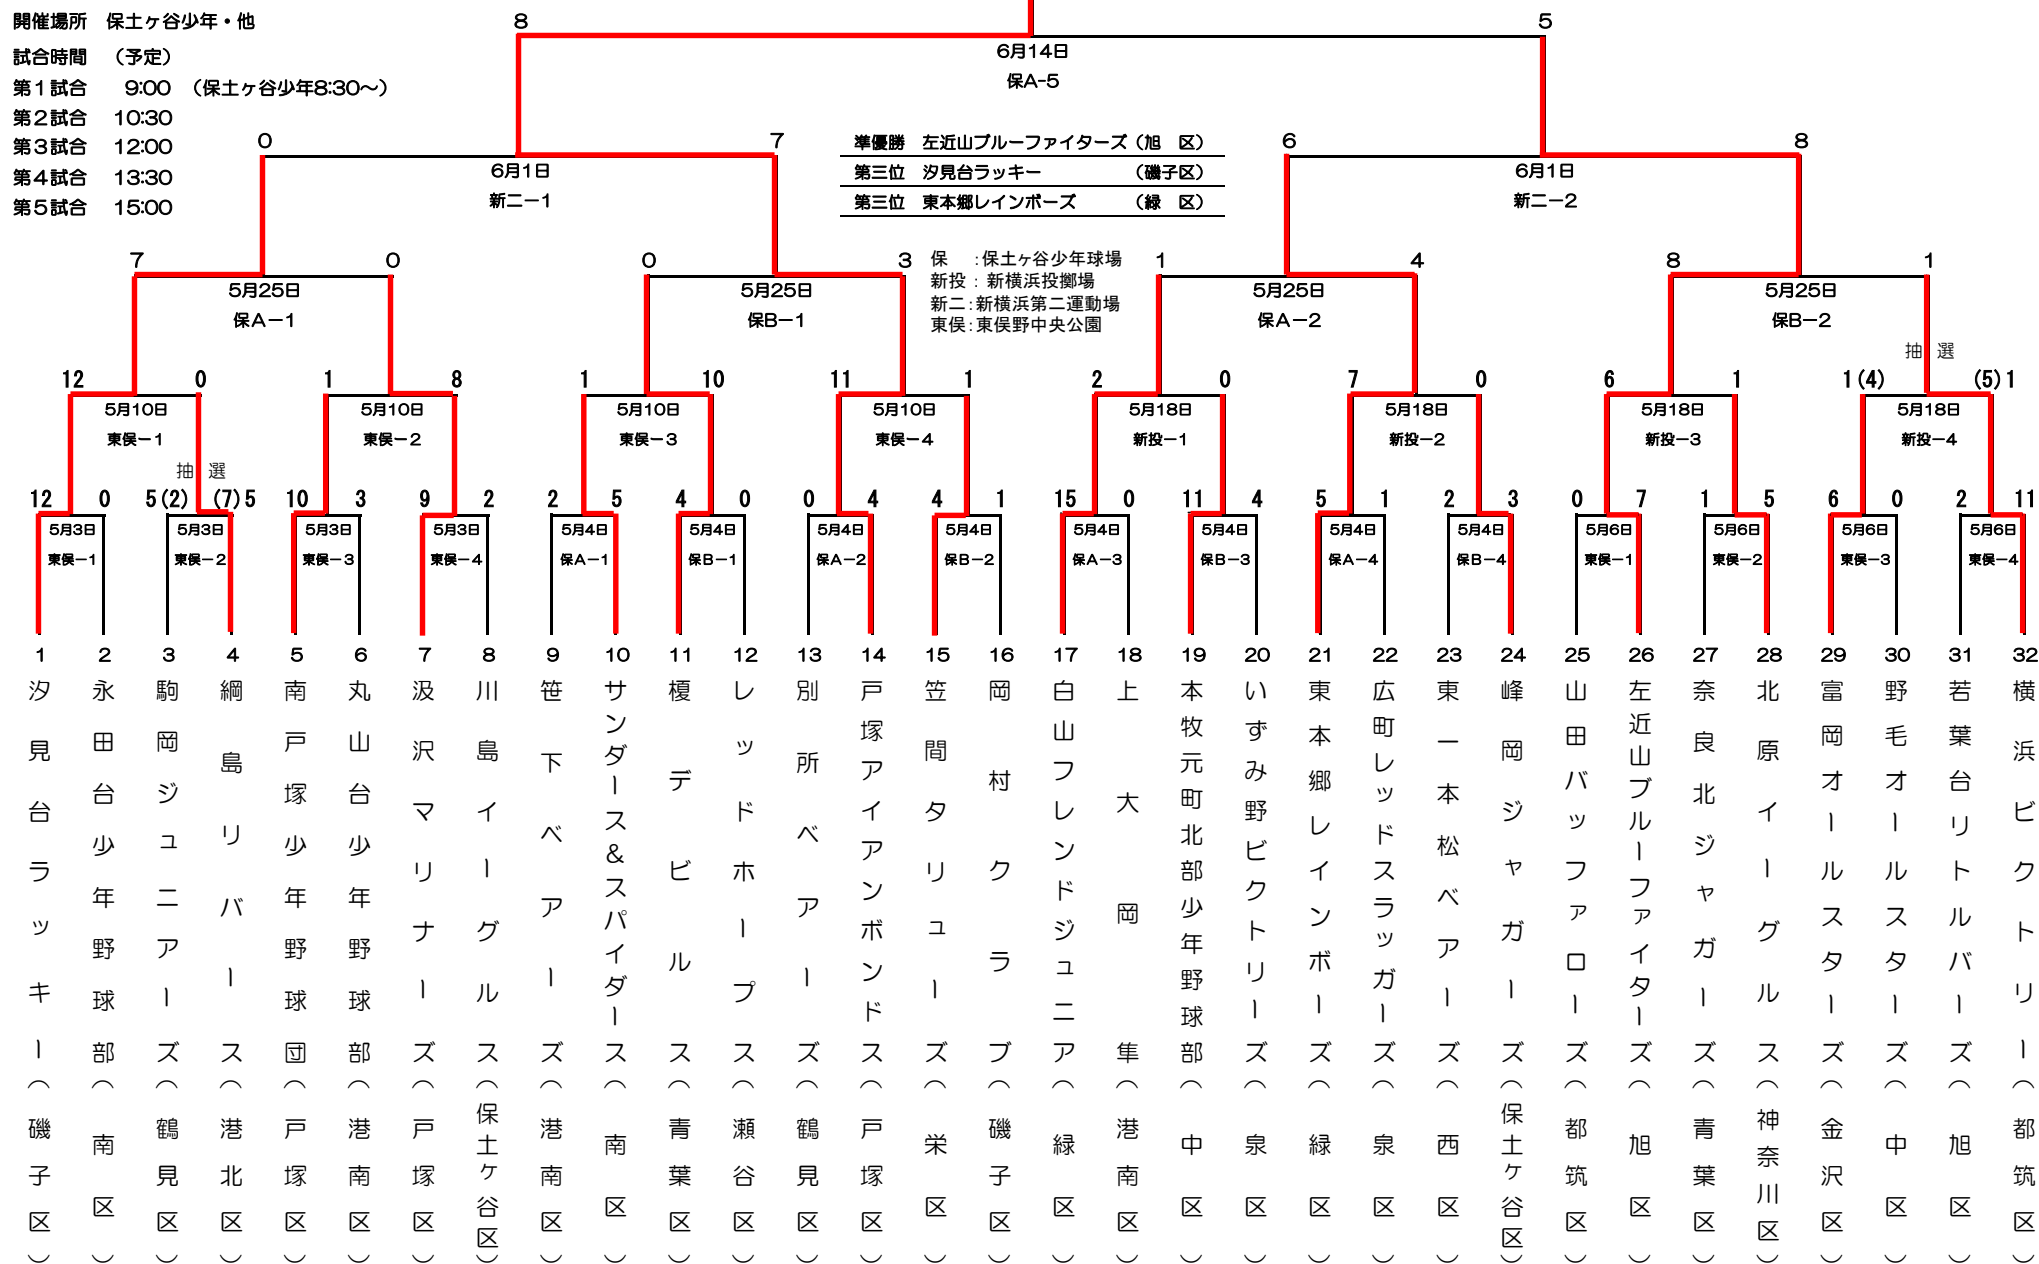 開催場所　保土ヶ谷少年・他
試合時間　（予定）
第1試合　9:00　（保土ヶ谷少年8:30～）
第2試合　10:30
第3試合　12:00
第4試合　13:30
第5試合　15:00
8　5
6月14日
保A-5
0　7　6　8
6月1日　6月1日
新二－1　新二－2
準優勝　左近山ブルーファイターズ（旭　区）
第三位　汐見台ラッキー　（磯子区）
第三位　東本郷レインボーズ　（緑　区）
7　0　0　3　1　4　8　1
5月25日　5月25日　5月25日　5月25日
保A－1　保B－1　保A－2　保B－2
保　：保土ヶ谷少年球場
新投：新横浜投擲場
新二：新横浜第二運動場
東俣：東俣野中央公園
抽　選
12　0　1　8　1　10　11　1　2　0　7　0　6　1　1(4)　(5)1
5月10日　5月10日　5月10日　5月10日　5月18日　5月18日　5月18日　5月18日
東俣－1　東俣－2　東俣－3　東俣－4　新投－1　新投－2　新投－3　新投－4
抽　選
12　0　5(2)　(7)5　10　3　9　2　2　5　4　0　0　4　4　1　15　0　11　4　5　1　2　3　0　7　1　5　6　0　2　11
5月3日　5月3日　5月3日　5月3日　5月4日　5月4日　5月4日　5月4日　5月4日　5月4日　5月4日　5月4日　5月6日　5月6日　5月6日　5月6日
東俣－1　東俣－2　東俣－3　東俣－4　保A－1　保B－1　保A－2　保B－2　保A－3　保B－3　保A－4　保B－4　東俣－1　東俣－2　東俣－3　東俣－4
1　汐見台ラッキー（磯子区）
2　永田台少年野球部（南区）
3　駒岡ジュニアーズ（鶴見区）
4　綱島リバース（港北区）
5　南戸塚少年野球団（戸塚区）
6　丸山台少年野球部（港南区）
7　汲沢マリナーズ（戸塚区）
8　川島イーグルス（保土ケ谷区）
9　笹下ベアーズ（港南区）
10　サンダース&スパイダース（南区）
11　榎デビルス（青葉区）
12　レッドホープス（瀬谷区）
13　別所ベアーズ（鶴見区）
14　戸塚アイアンボンドス（戸塚区）
15　笠間タリューズ（栄区）
16　岡村クラブ（磯子区）
17　白山フレンドジュニア（緑区）
18　上大岡隼（港南区）
19　本牧元町北部少年野球部（中区）
20　いずみ野ビクトリーズ（泉区）
21　東本郷レインボーズ（緑区）
22　広町レッドスラッガーズ（泉区）
23　東一本松ベアーズ（西区）
24　峰岡ジャガーズ（保土ケ谷区）
25　山田バッファローズ（都筑区）
26　左近山ブルーファイターズ（旭区）
27　奈良北ジャガーズ（青葉区）
28　北原イーグルス（神奈川区）
29　富岡オールスターズ（金沢区）
30　野毛オールスターズ（中区）
31　若葉台リトルバーズ（旭区）
32　横浜ビクトリー（都筑区）